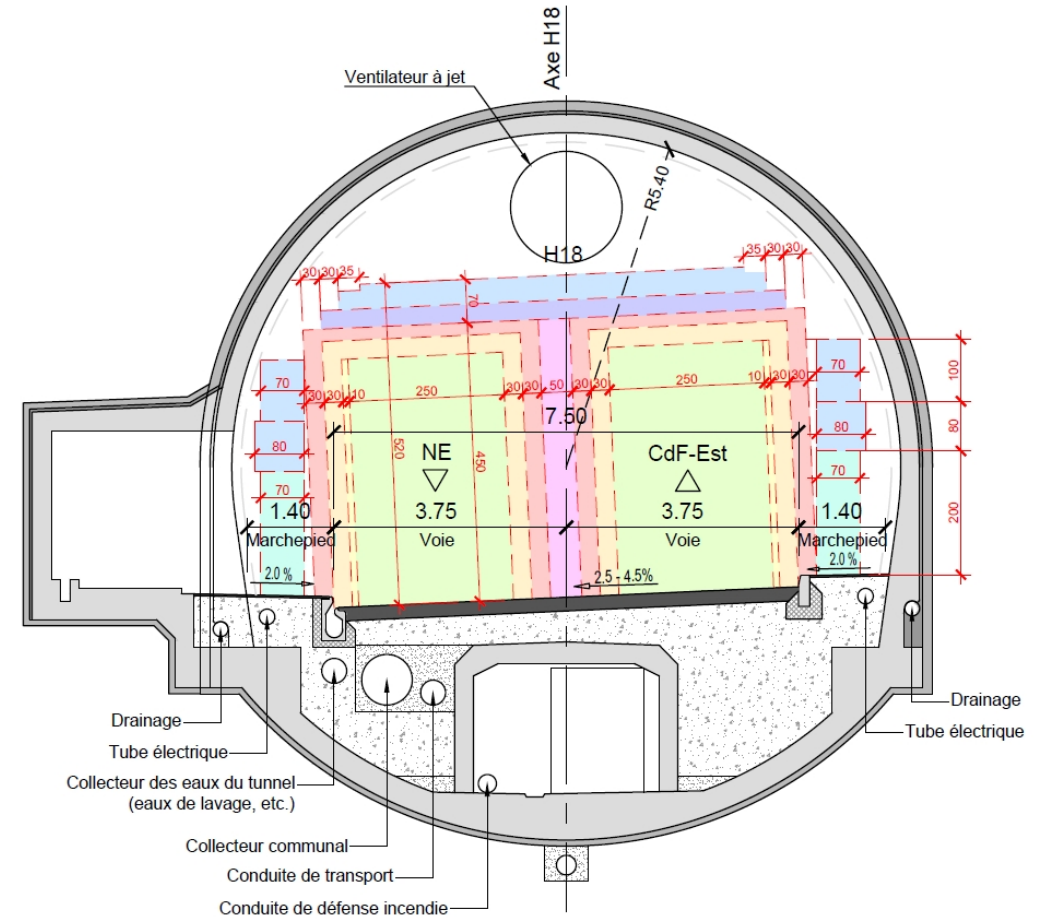 Axe H18
Ventilateur à jet
R5.40
H18
30 30 35
35 30 30
70
70
80
70
30 30 10 250 30 30 50 30 30 250 10 30 30
7.50
520
450
NE
CdF-Est
70
80
70
100
80
200
1.40
3.75
3.75
1.40
Marchepied
Voie
Voie
Marchepied
2.0 %
2.5 - 4.5%
2.0 %
Drainage
Tube électrique
Collecteur des eaux du tunnel
(eaux de lavage, etc.)
Collecteur communal
Conduite de transport
Conduite de défense incendie
Drainage
Tube électrique